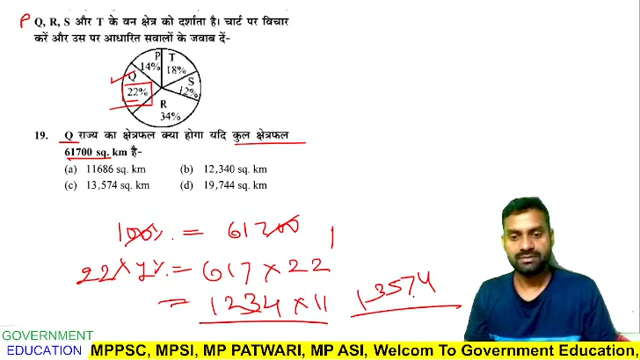 P Q, R, S और T के वन क्षेत्र को दर्शाता है। चार्ट पर विचार
करें और उस पर आधारित सवालों के जवाब दें-
P
14%
T
18%
Q
22%
S
12%
R
34%
19. Q राज्य का क्षेत्रफल क्या होगा यदि कुल क्षेत्रफल
61700 sq. km है-
(a) 11686 sq. km (b) 12,340 sq. km
(c) 13,574 sq. km (d) 19,744 sq. km
100%. = 61700
22 × 1%. = 617 × 22
= 1234 × 11 13574
GOVERNMENT
EDUCATION
MPPSC, MPSI, MP PATWARI, MP ASI, Welcom To Government Education,